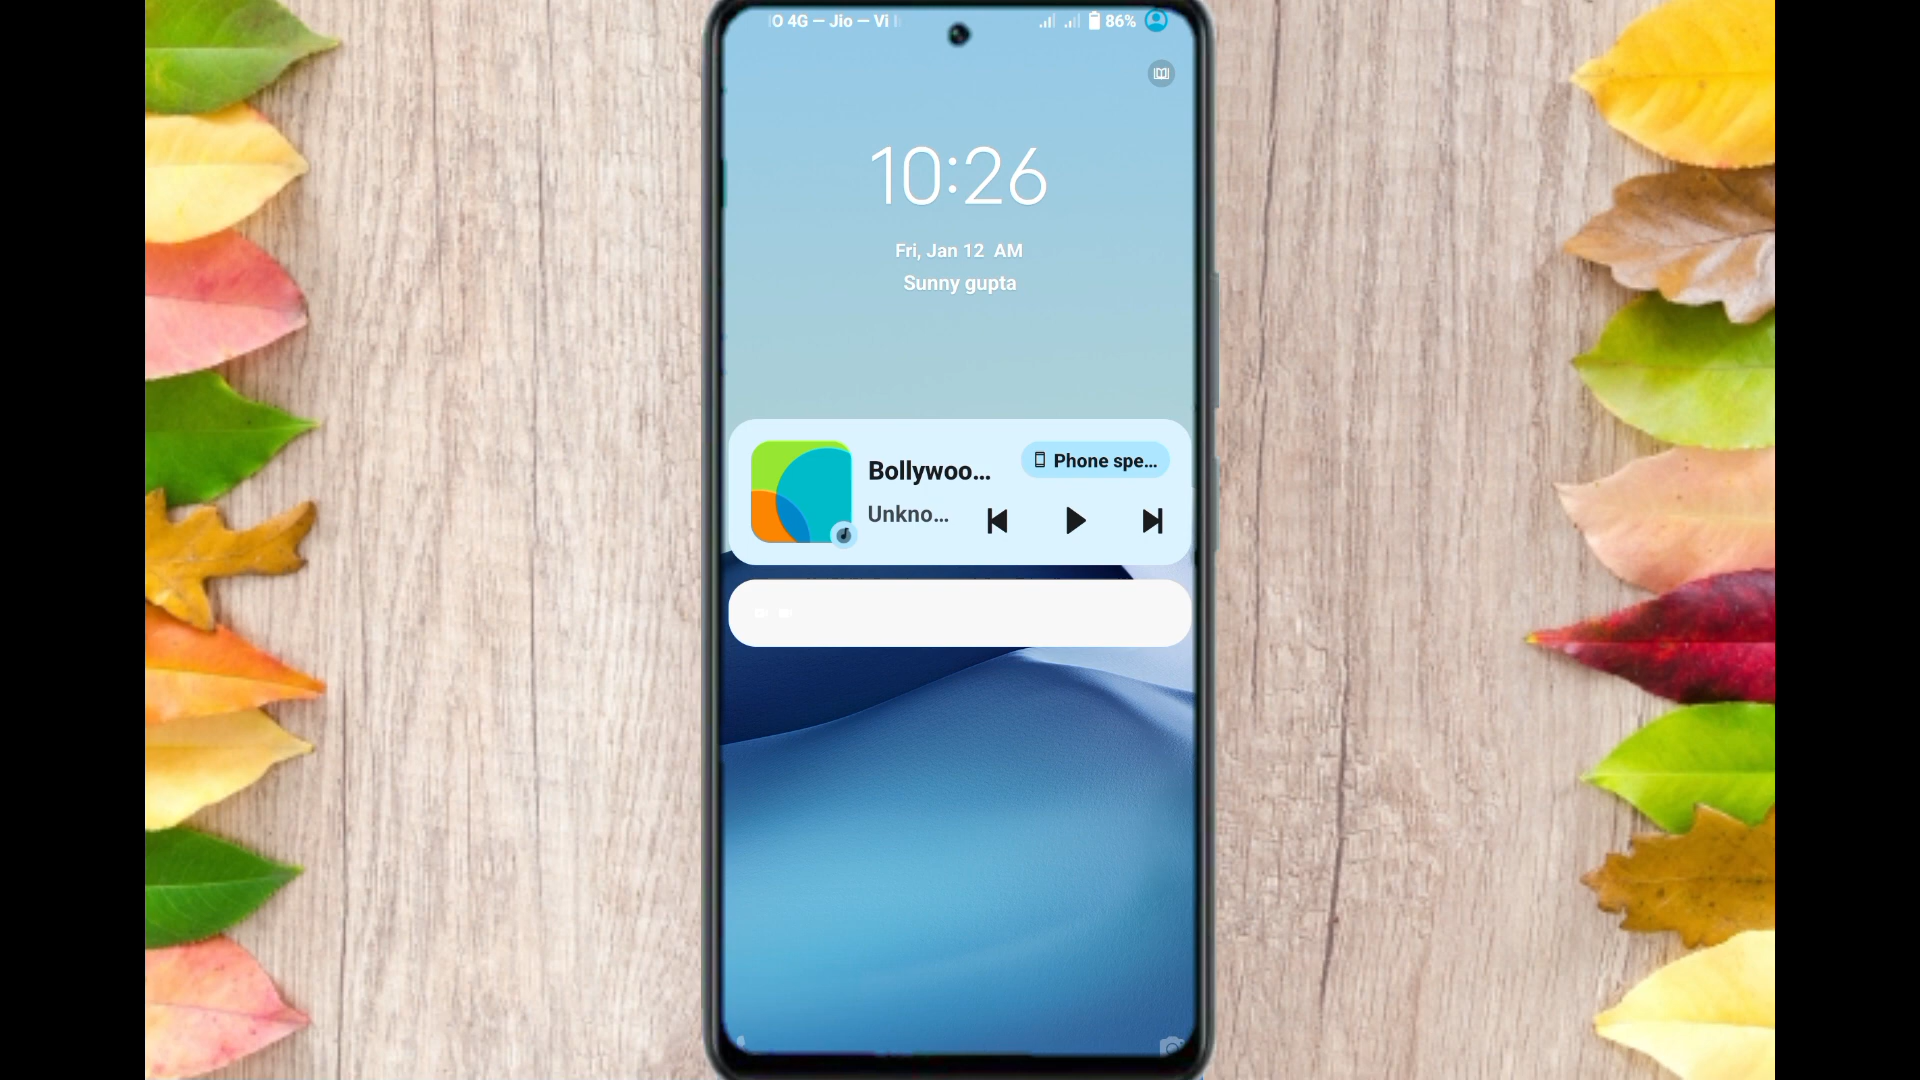 O 4G — Jio — Vi
86%
10:26
Fri, Jan 12 AM
Sunny gupta
Bollywoo...
Phone spe...
Unkno...